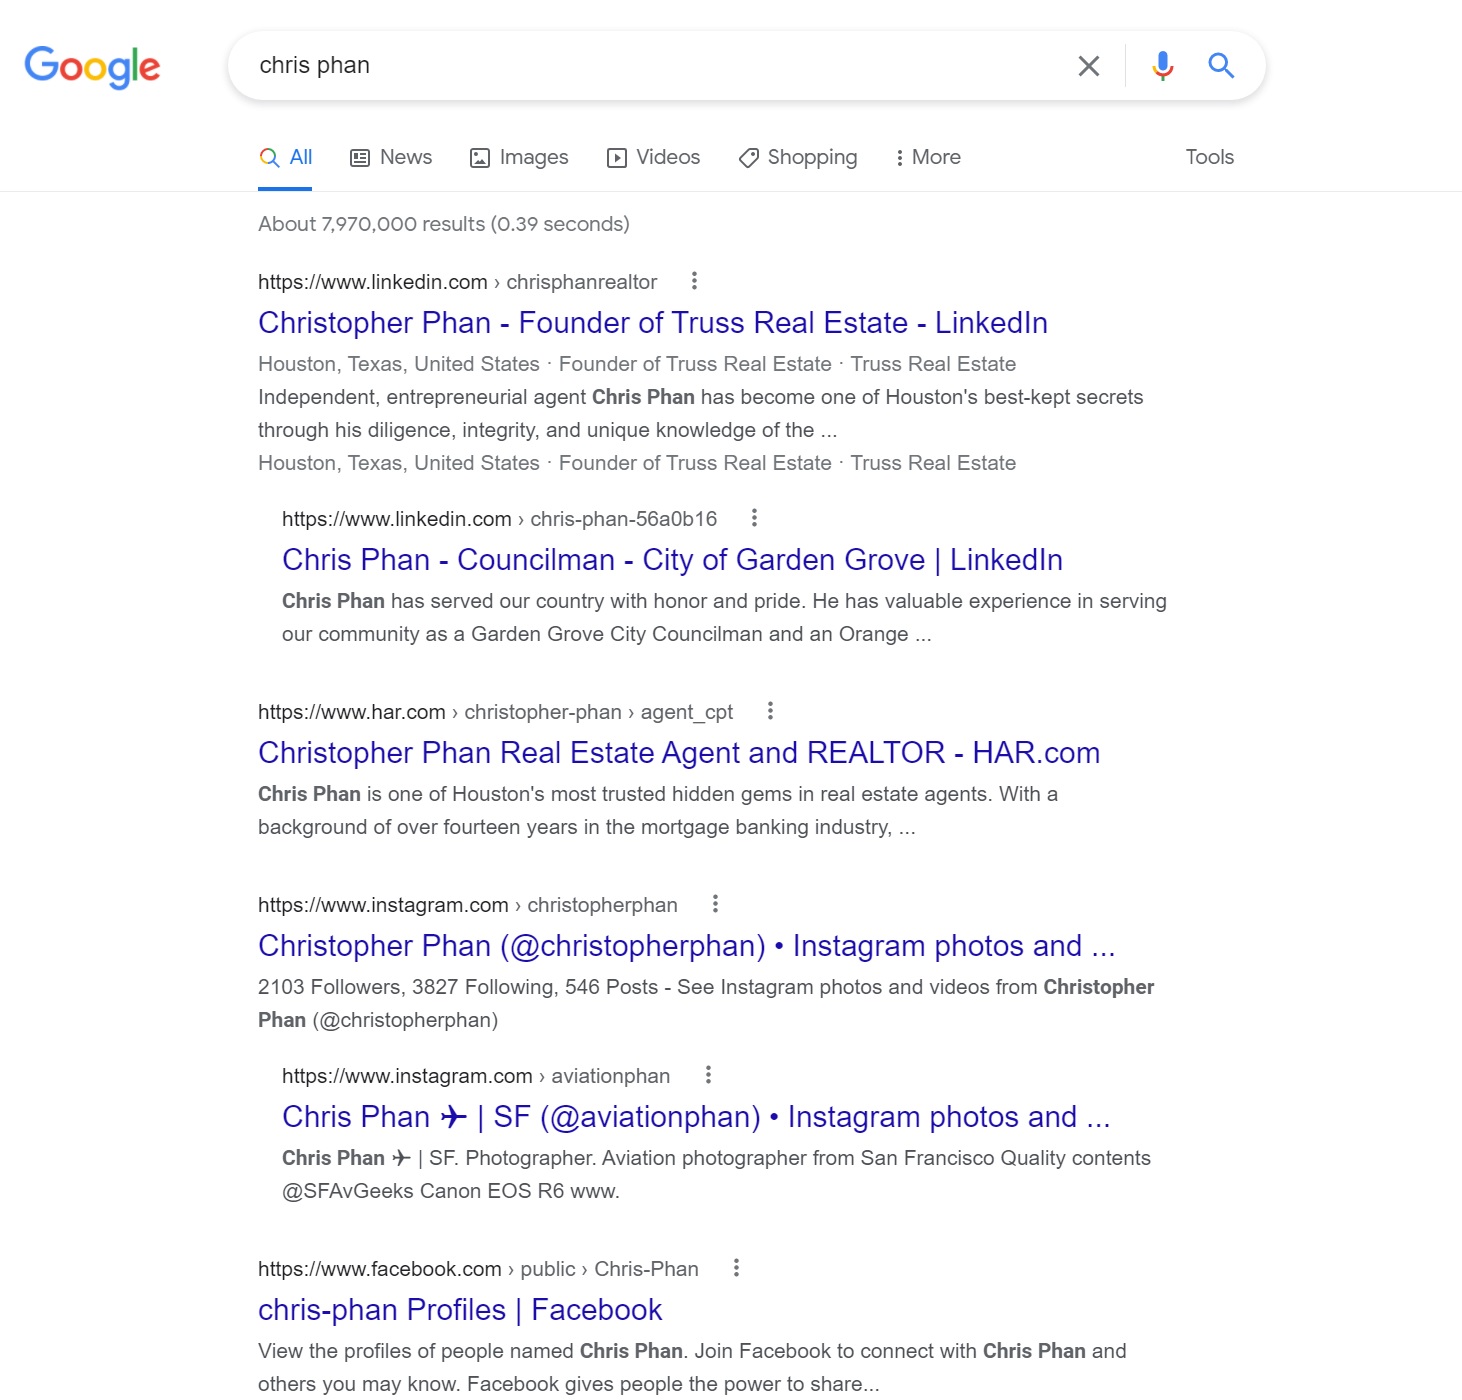 Google
chris phan
All News Images Videos Shopping More Tools
About 7,970,000 results (0.39 seconds)
https://www.linkedin.com › chrisphanrealtor
Christopher Phan - Founder of Truss Real Estate - LinkedIn
Houston, Texas, United States · Founder of Truss Real Estate · Truss Real Estate
Independent, entrepreneurial agent Chris Phan has become one of Houston's best-kept secrets
through his diligence, integrity, and unique knowledge of the ...
Houston, Texas, United States · Founder of Truss Real Estate · Truss Real Estate
https://www.linkedin.com › chris-phan-56a0b16
Chris Phan - Councilman - City of Garden Grove | LinkedIn
Chris Phan has served our country with honor and pride. He has valuable experience in serving
our community as a Garden Grove City Councilman and an Orange ...
https://www.har.com › christopher-phan › agent_cpt
Christopher Phan Real Estate Agent and REALTOR - HAR.com
Chris Phan is one of Houston's most trusted hidden gems in real estate agents. With a
background of over fourteen years in the mortgage banking industry, ...
https://www.instagram.com › christopherphan
Christopher Phan (@christopherphan) • Instagram photos and ...
2103 Followers, 3827 Following, 546 Posts - See Instagram photos and videos from Christopher
Phan (@christopherphan)
https://www.instagram.com › aviationphan
Chris Phan ✈ | SF (@aviationphan) • Instagram photos and ...
Chris Phan ✈ | SF. Photographer. Aviation photographer from San Francisco Quality contents
@SFAvGeeks Canon EOS R6 www.
https://www.facebook.com › public › Chris-Phan
chris-phan Profiles | Facebook
View the profiles of people named Chris Phan. Join Facebook to connect with Chris Phan and
others you may know. Facebook gives people the power to share...